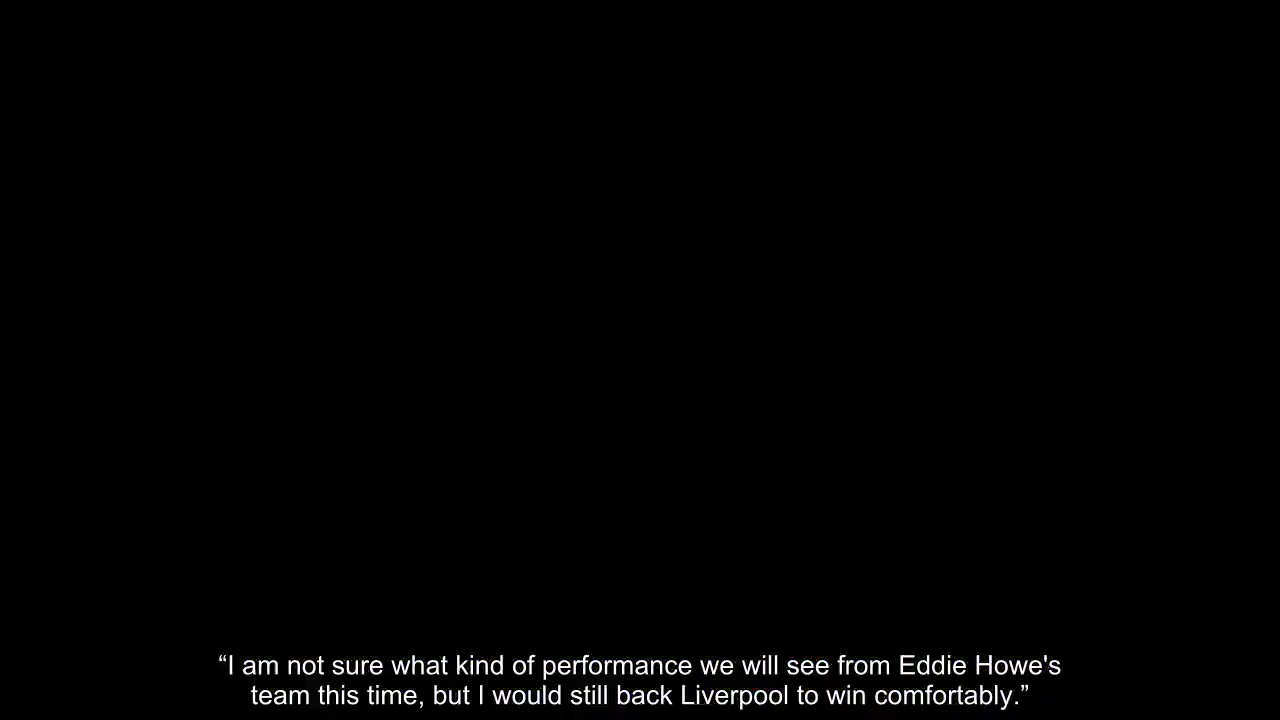 “I am not sure what kind of performance we will see from Eddie Howe's
team this time, but I would still back Liverpool to win comfortably.”